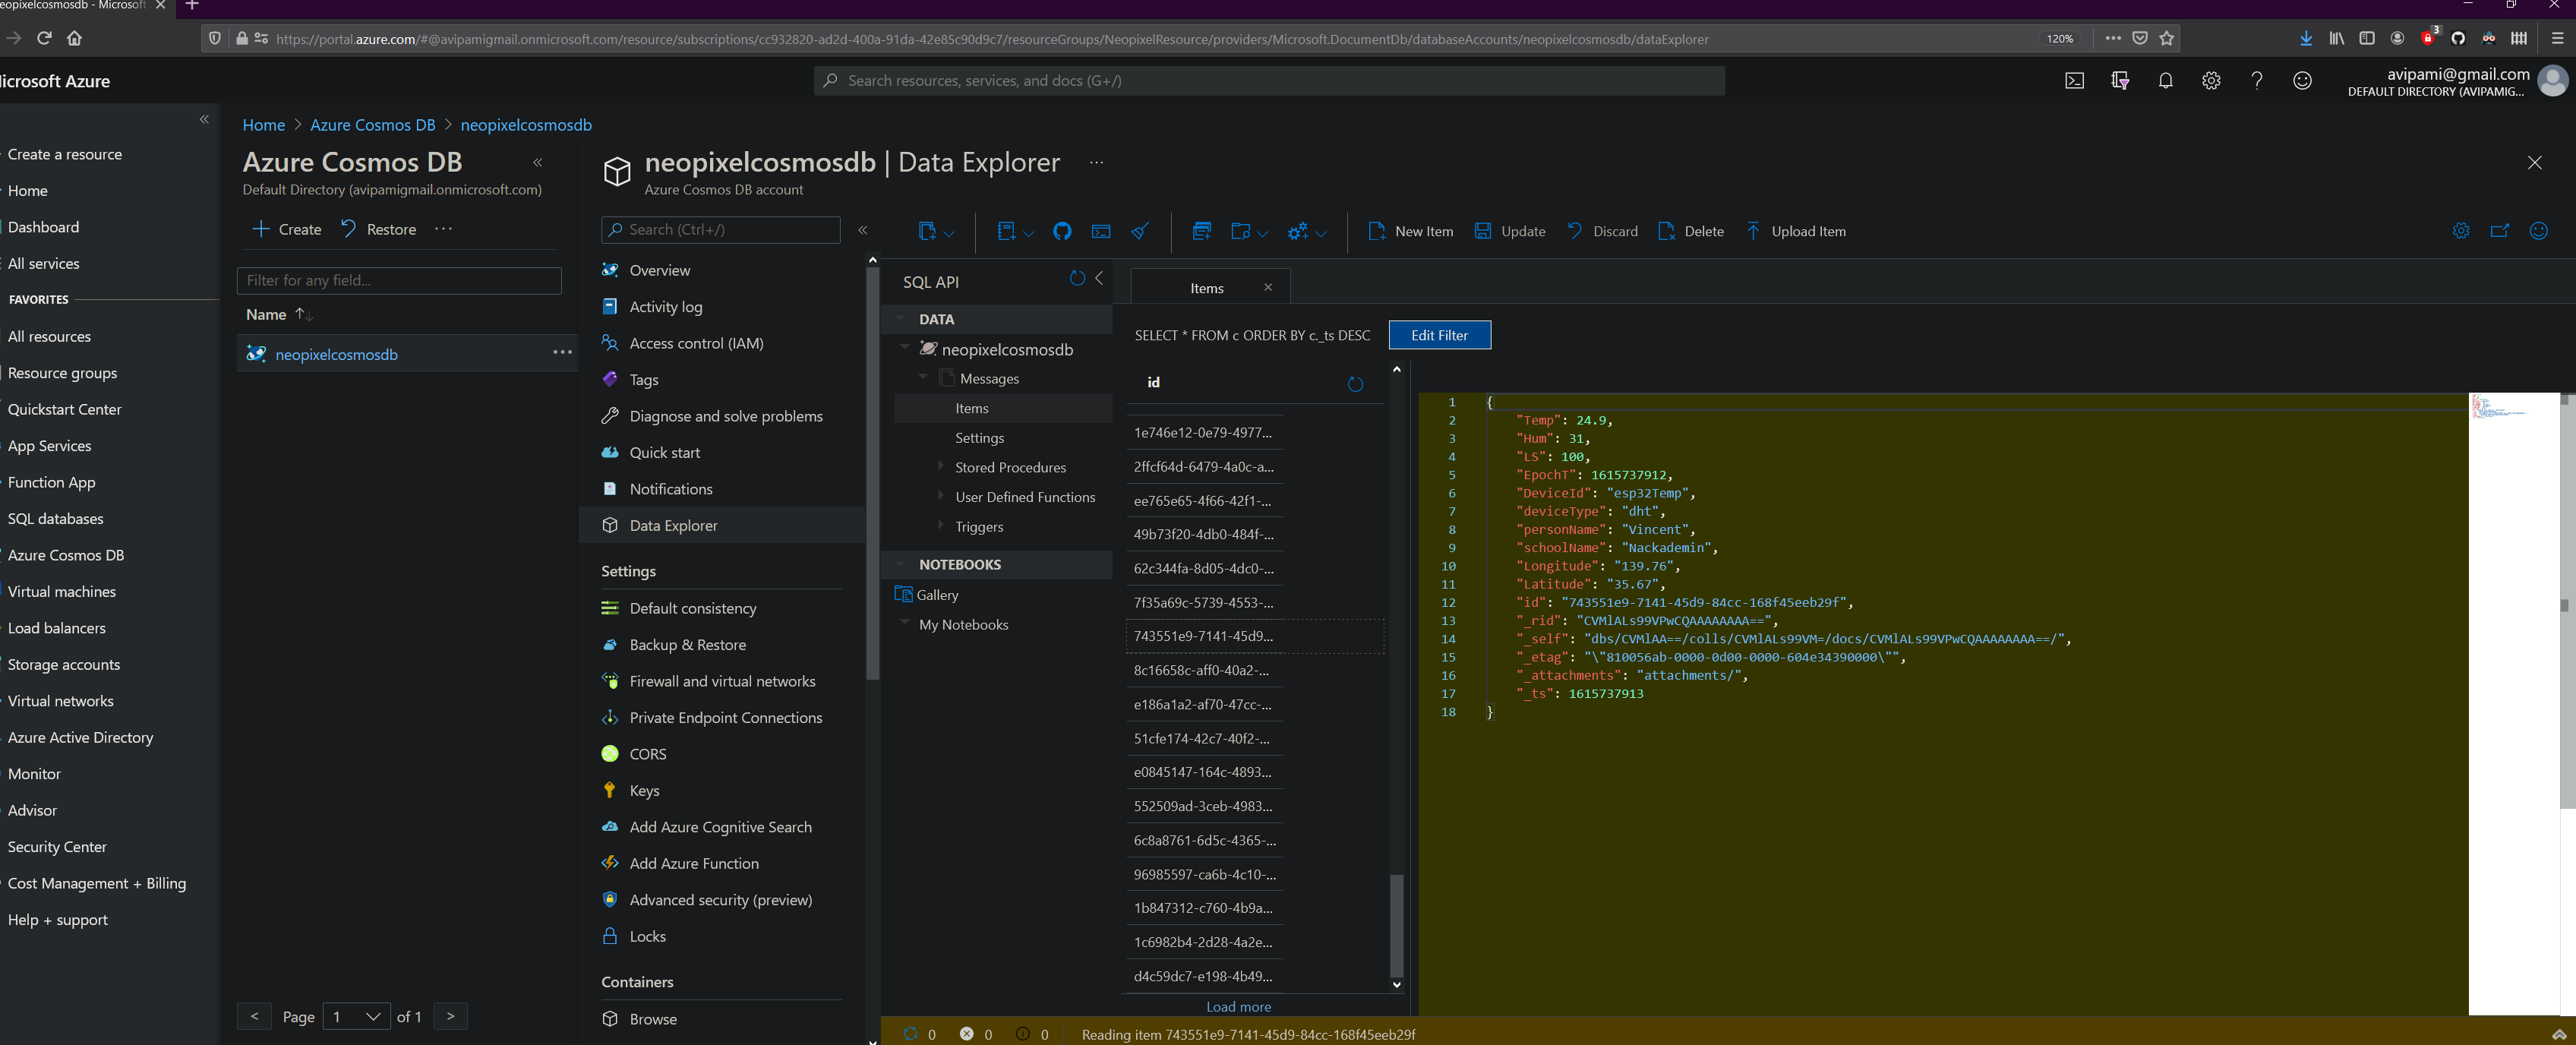 eopixelcosmosdb - Microsoft
https://portal.azure.com/#@avipamigmail.onmicrosoft.com/resource/subscriptions/cc932820-ad2d-400a-91da-42e85c90d9c7/resourceGroups/NeopixelResource/providers/Microsoft.DocumentDb/databaseAccounts/neopixelcosmosdb/dataExplorer
120%
3
icrosoft Azure
Search resources, services, and docs (G+/)
avipami@gmail.com
DEFAULT DIRECTORY (AVIPAMIG...
Create a resource
Home
Dashboard
All services
FAVORITES
All resources
Resource groups
Quickstart Center
App Services
Function App
SQL databases
Azure Cosmos DB
Virtual machines
Load balancers
Storage accounts
Virtual networks
Azure Active Directory
Monitor
Advisor
Security Center
Cost Management + Billing
Help + support
Home > Azure Cosmos DB > neopixelcosmosdb
Azure Cosmos DB
Default Directory (avipamigmail.onmicrosoft.com)
Create
Restore
Filter for any field...
Name
neopixelcosmosdb
< Page 1 of 1 >
neopixelcosmosdb | Data Explorer
Azure Cosmos DB account
Search (Ctrl+/)
Overview
Activity log
Access control (IAM)
Tags
Diagnose and solve problems
Quick start
Notifications
Data Explorer
Settings
Default consistency
Backup & Restore
Firewall and virtual networks
Private Endpoint Connections
CORS
Keys
Add Azure Cognitive Search
Add Azure Function
Advanced security (preview)
Locks
Containers
Browse
New Item
Update
Discard
Delete
Upload Item
SQL API
DATA
neopixelcosmosdb
Messages
Items
Settings
Stored Procedures
User Defined Functions
Triggers
NOTEBOOKS
Gallery
My Notebooks
Items
SELECT * FROM c ORDER BY c._ts DESC
Edit Filter
id
1e746e12-0e79-4977...
2ffcf64d-6479-4a0c-a...
ee765e65-4f66-42f1-...
49b73f20-4db0-484f-...
62c344fa-8d05-4dc0-...
7f35a69c-5739-4553-...
743551e9-7141-45d9...
8c16658c-aff0-40a2-...
e186a1a2-af70-47cc-...
51cfe174-42c7-40f2-...
e0845147-164c-4893...
552509ad-3ceb-4983...
6c8a8761-6d5c-4365-...
96985597-ca6b-4c10-...
1b847312-c760-4b9a...
1c6982b4-2d28-4a2e...
d4c59dc7-e198-4b49...
Load more
1 {
2 "Temp": 24.9,
3 "Hum": 31,
4 "LS": 100,
5 "EpochT": 1615737912,
6 "DeviceId": "esp32Temp",
7 "deviceType": "dht",
8 "personName": "Vincent",
9 "schoolName": "Nackademin",
10 "Longitude": "139.76",
11 "Latitude": "35.67",
12 "id": "743551e9-7141-45d9-84cc-168f45eeb29f",
13 "_rid": "CVMlALs99VPwCQAAAAAAAA==",
14 "_self": "dbs/CVMlAA==/colls/CVMlALs99VM=/docs/CVMlALs99VPwCQAAAAAAAA==/",
15 "_etag": "\"810056ab-0000-0d00-0000-604e34390000\"",
16 "_attachments": "attachments/",
17 "_ts": 1615737913
18 }
0 0 0 Reading item 743551e9-7141-45d9-84cc-168f45eeb29f